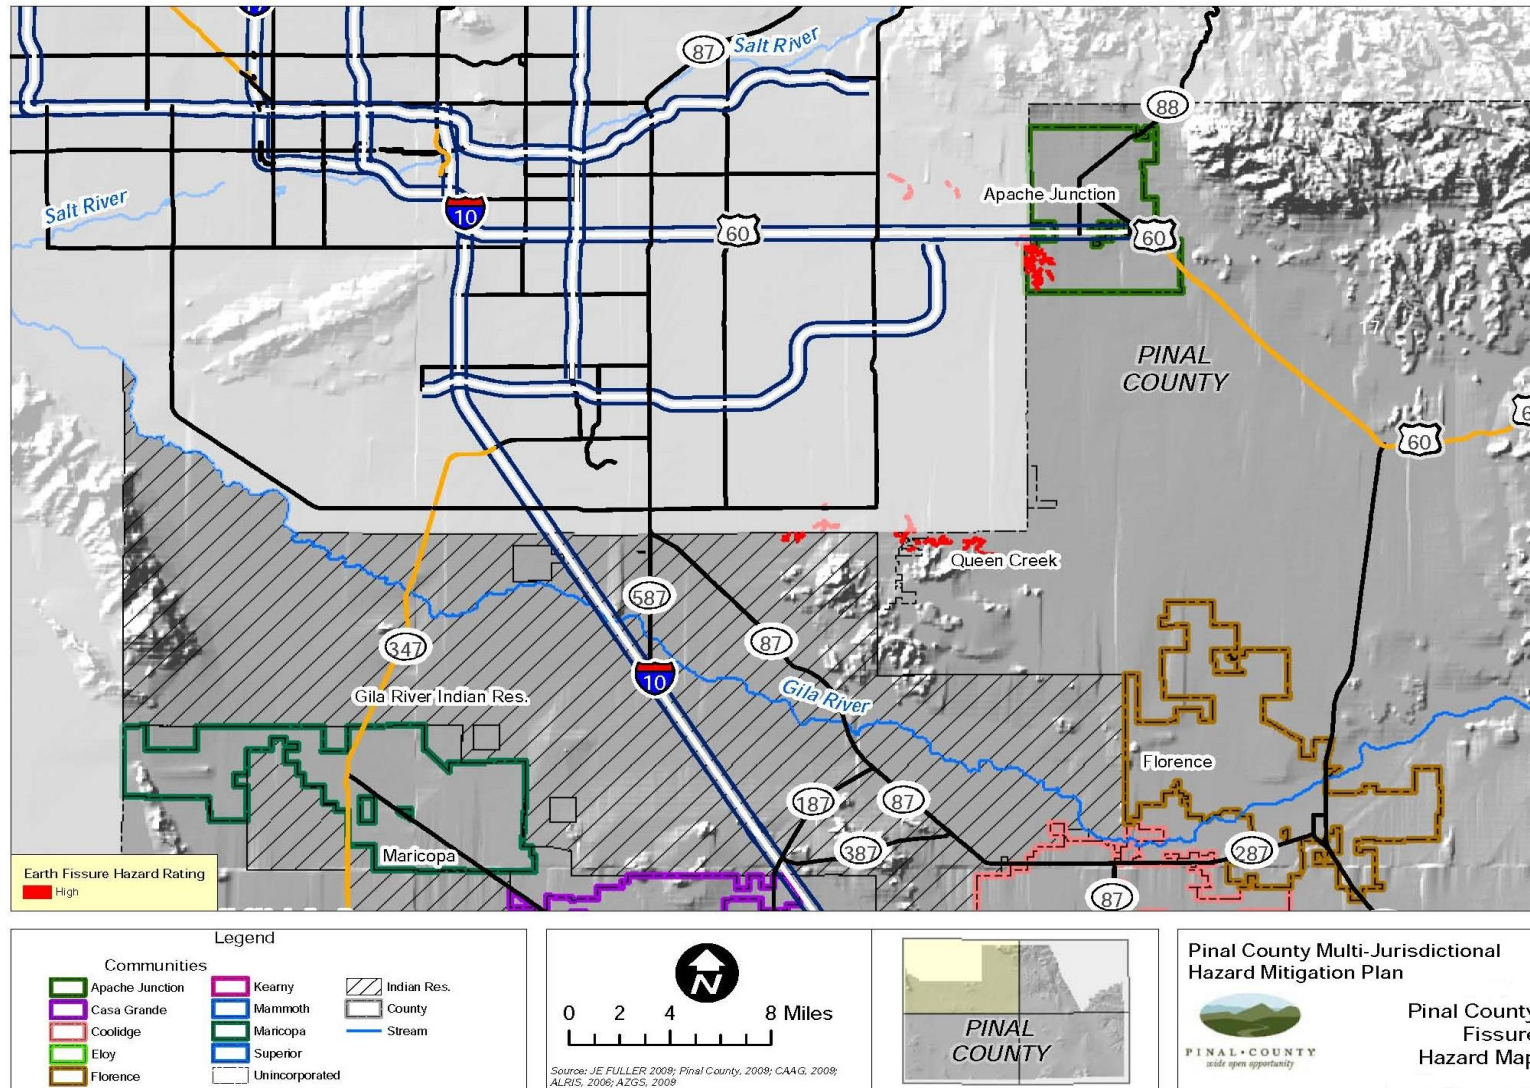 87
Salt River
88
Salt River
Apache Junction
10
60
60
17
PINAL
COUNTY
60
Queen Creek
587
347
87
10
Gila River Indian Res.
Gila River
Florence
187
87
387
287
Maricopa
87
Earth Fissure Hazard Rating
High
Legend
Communities
Apache Junction
Casa Grande
Coolidge
Eloy
Florence
Kearny
Mammoth
Maricopa
Superior
Unincorporated
Indian Res.
County
Stream
N
0 2 4 8 Miles
Source: JE FULLER 2009; Pinal County, 2009; CAAG, 2009;
ALRIS, 2006; AZGS, 2009
PINAL
COUNTY
Pinal County Multi-Jurisdictional
Hazard Mitigation Plan
PINAL • COUNTY
wide open opportunity
Pinal County
Fissure
Hazard Map